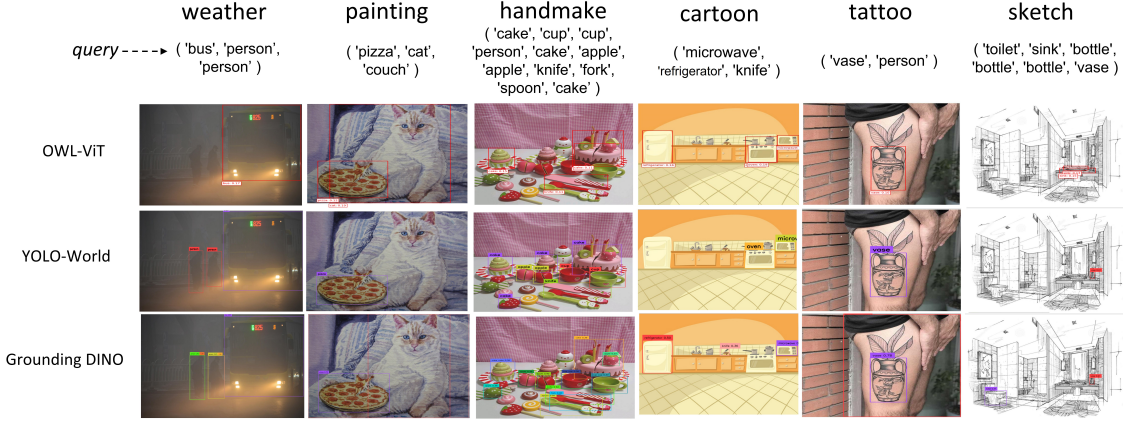 weather painting handmake cartoon tattoo sketch
query
( 'bus', 'person',
'person' )
( 'pizza', 'cat',
'couch' )
( 'cake', 'cup', 'cup',
'person', 'cake', 'apple',
'apple', 'knife', 'fork',
'spoon', 'cake' )
( 'microwave',
'refrigerator', 'knife' )
( 'vase', 'person' )
( 'toilet', 'sink', 'bottle',
'bottle', 'bottle', 'vase )
OWL-ViT
YOLO-World
oven
vase
Grounding DINO